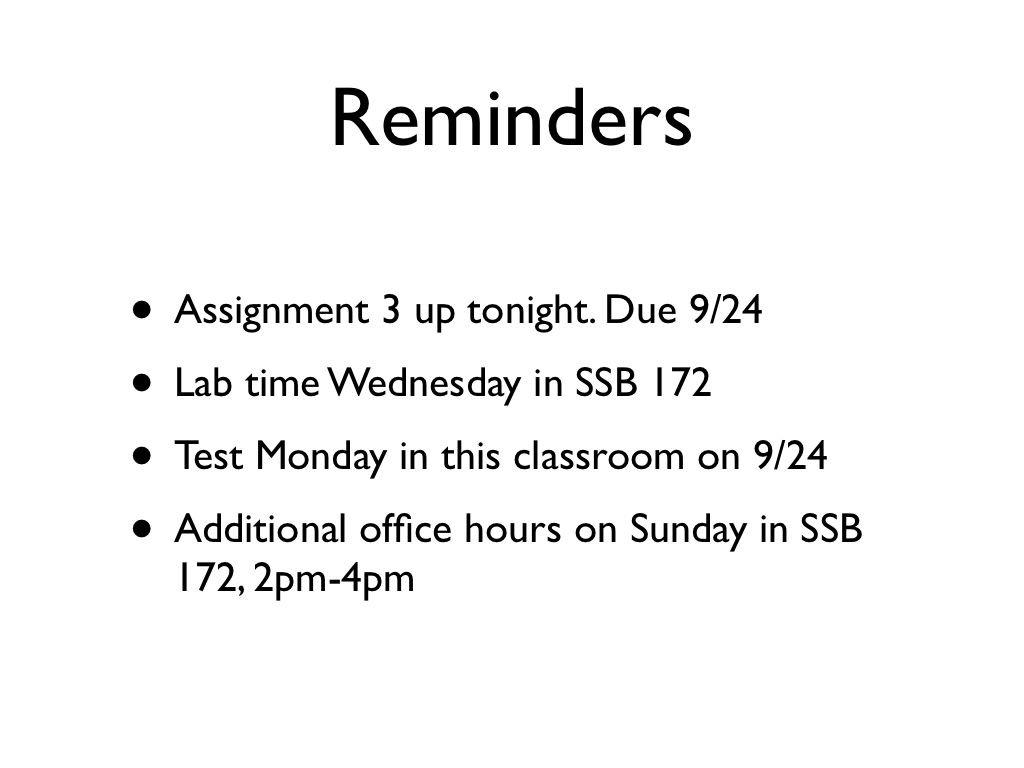 Reminders
• Assignment 3 up tonight. Due 9/24
• Lab time Wednesday in SSB 172
• Test Monday in this classroom on 9/24
• Additional office hours on Sunday in SSB
172, 2pm-4pm